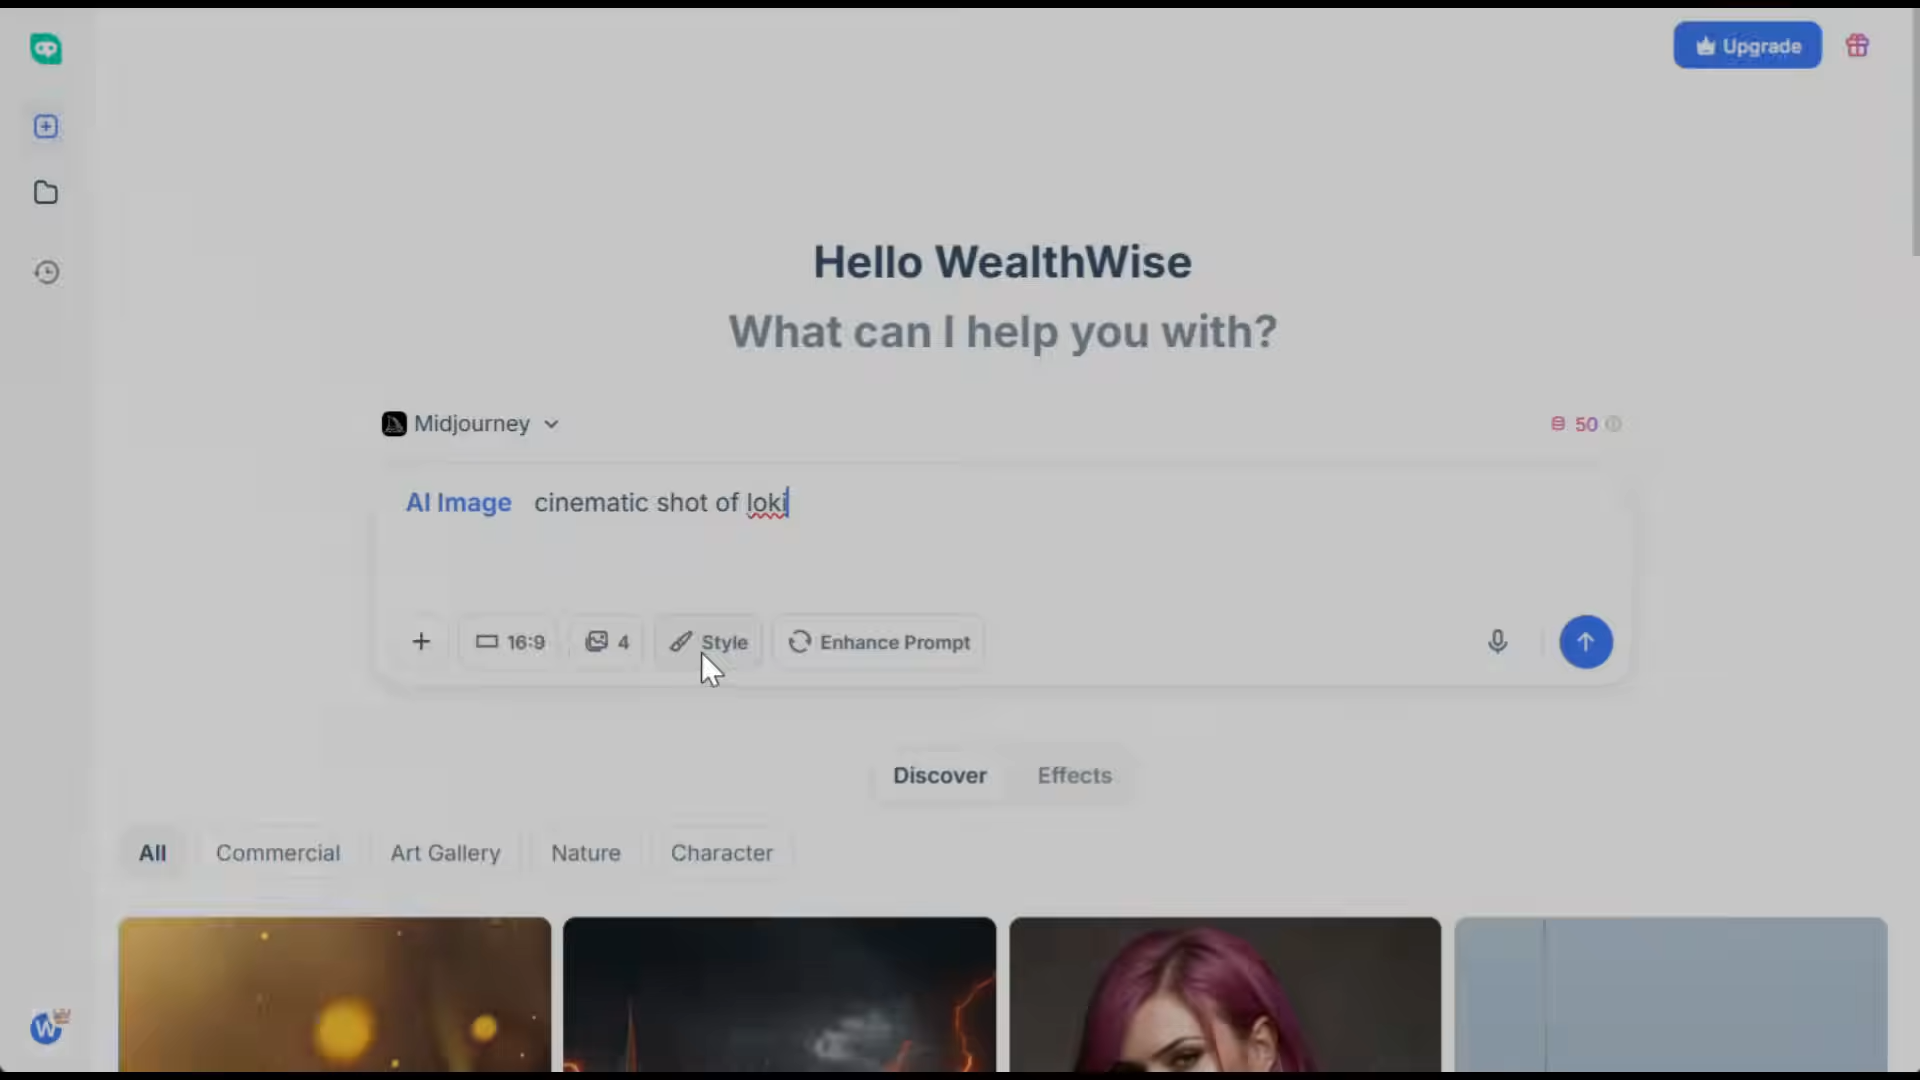 Upgrade
Hello WealthWise
What can I help you with?
Midjourney
50
AI Image cinematic shot of loki
16:9
4
Style
Enhance Prompt
Discover
Effects
All
Commercial
Art Gallery
Nature
Character
W